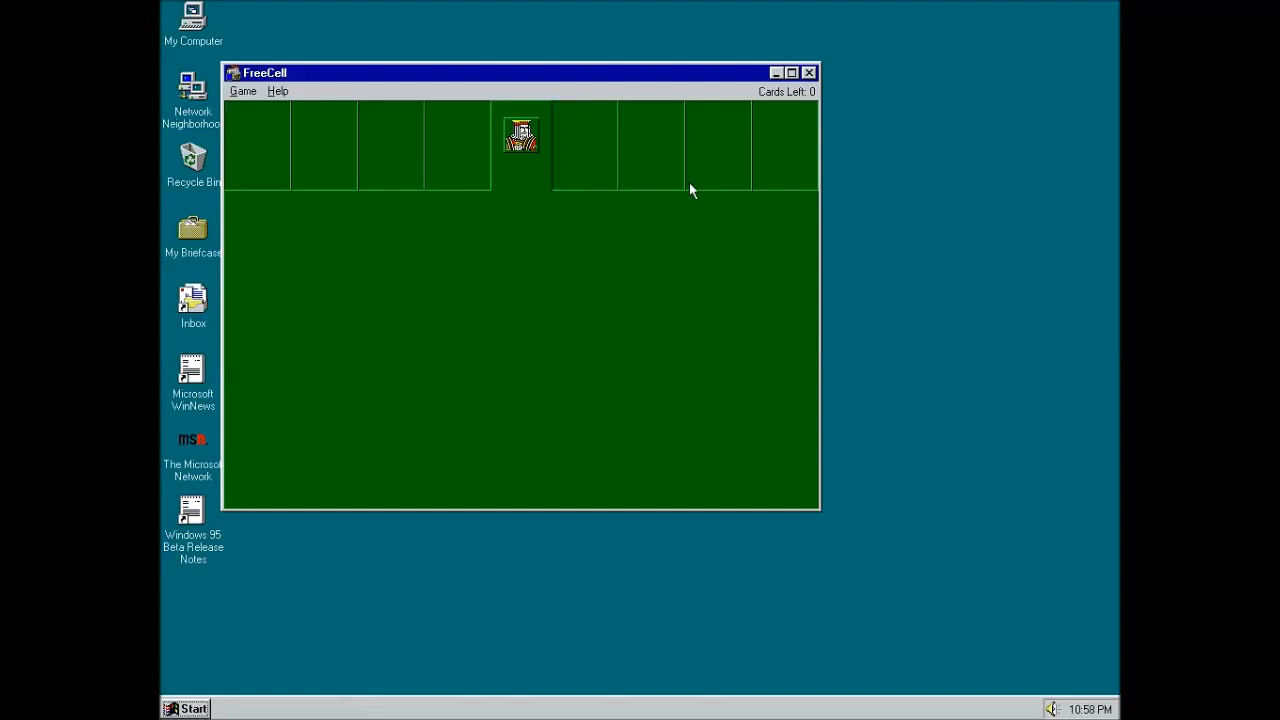 My Computer
FreeCell
Game Help
Cards Left: 0
Network
Neighborhoo
Recycle Bin
My Briefcase
Inbox
Microsoft
WinNews
msn.
The Microsof
Network
Windows 95
Beta Release
Notes
Start
10:58 PM